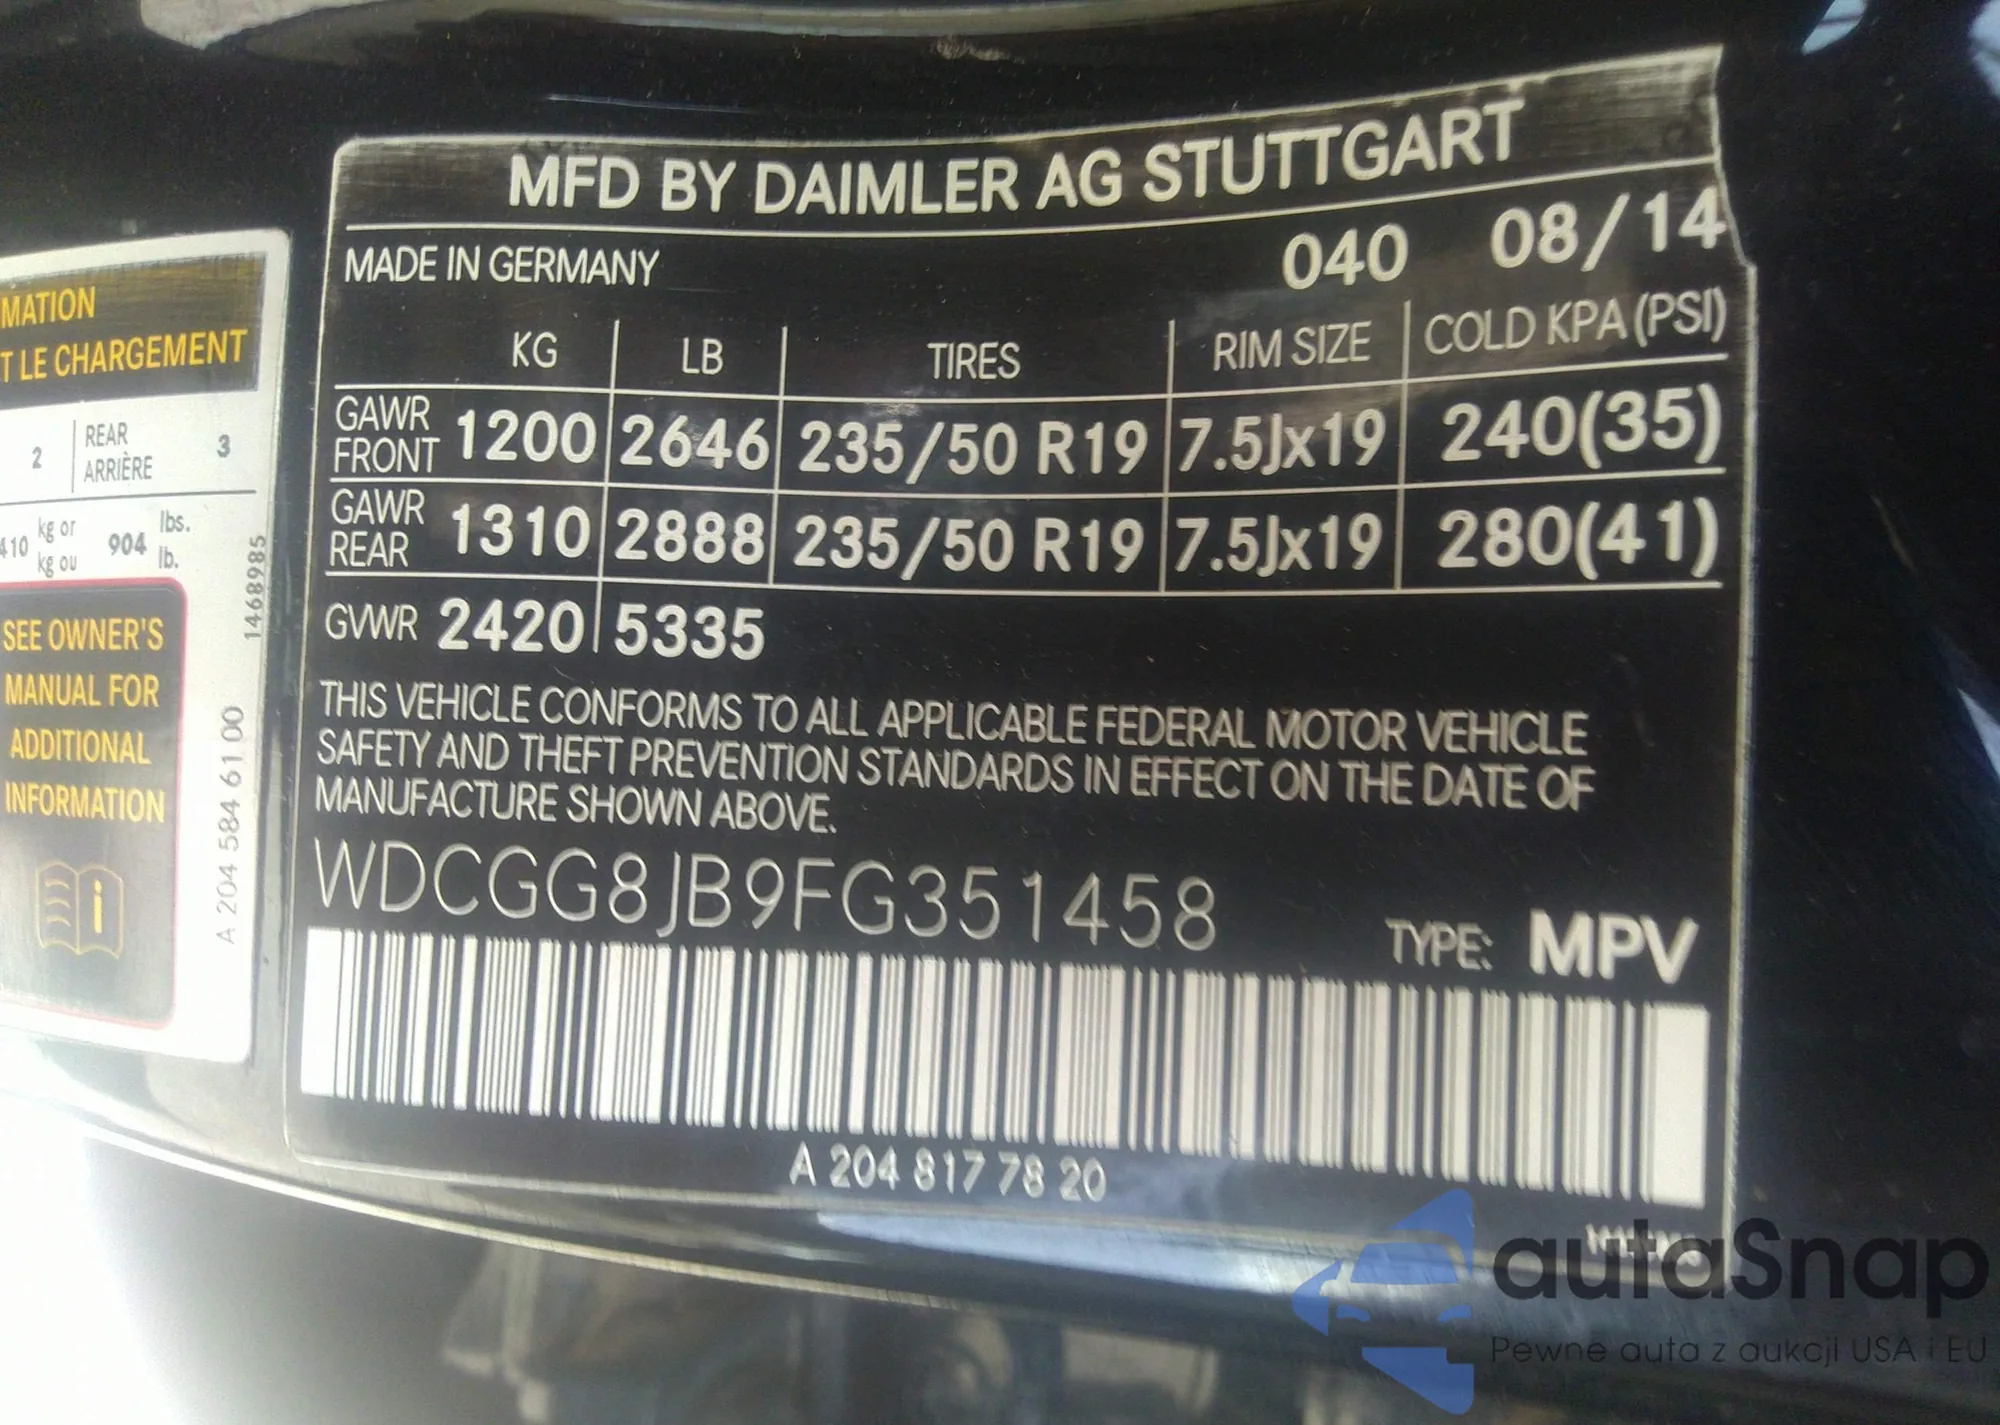 MATION
T LE CHARGEMENT
2 REAR ARRIÈRE 3
410 kg or kg ou 904 lbs. lb.
SEE OWNER'S
MANUAL FOR
ADDITIONAL
INFORMATION
1468985
A 204 584 61 00
MFD BY DAIMLER AG STUTTGART
MADE IN GERMANY 040 08/14
KG LB TIRES RIM SIZE COLD KPA (PSI)
GAWR FRONT 1200 2646 235/50 R19 7.5Jx19 240(35)
GAWR REAR 1310 2888 235/50 R19 7.5Jx19 280(41)
GVWR 2420 5335
THIS VEHICLE CONFORMS TO ALL APPLICABLE FEDERAL MOTOR VEHICLE
SAFETY AND THEFT PREVENTION STANDARDS IN EFFECT ON THE DATE OF
MANUFACTURE SHOWN ABOVE.
WDCGG8JB9FG351458
TYPE: MPV
A 204 817 78 20
autaSnap
Pewne auta z aukcji USA i EU